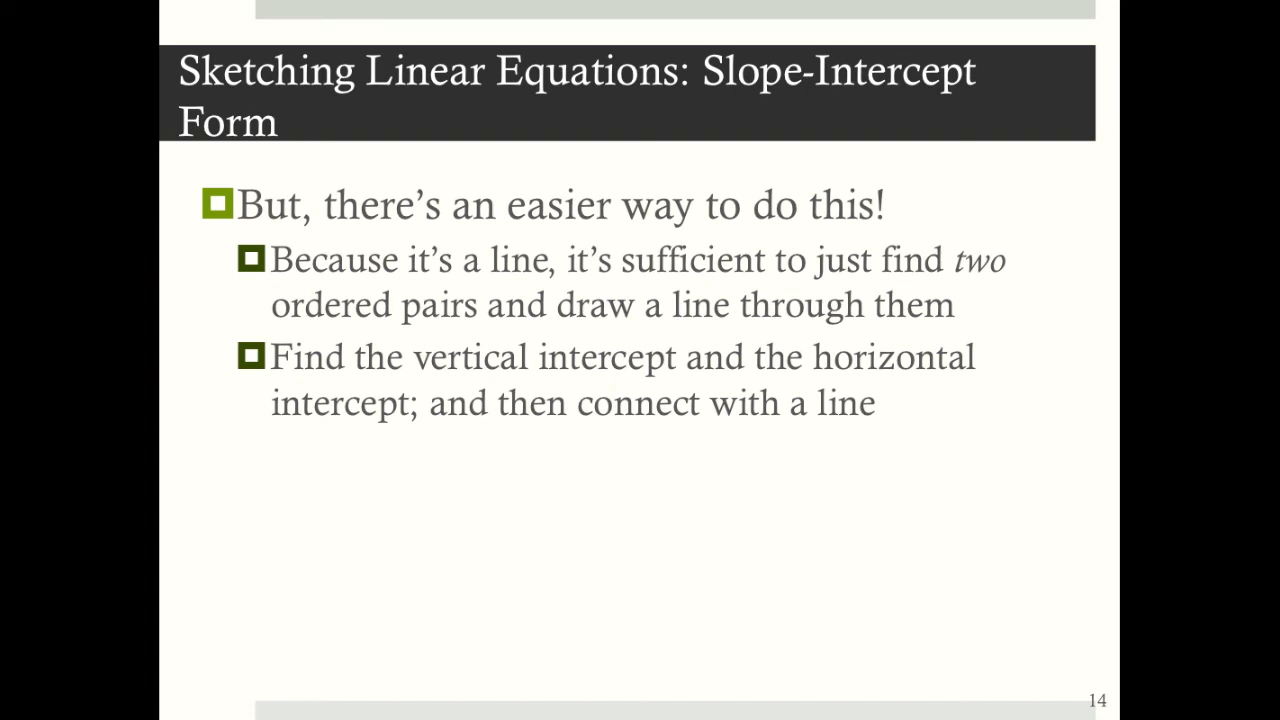 Sketching Linear Equations: Slope-Intercept
Form
But, there’s an easier way to do this!
Because it’s a line, it’s sufficient to just find two
ordered pairs and draw a line through them
Find the vertical intercept and the horizontal
intercept; and then connect with a line
14